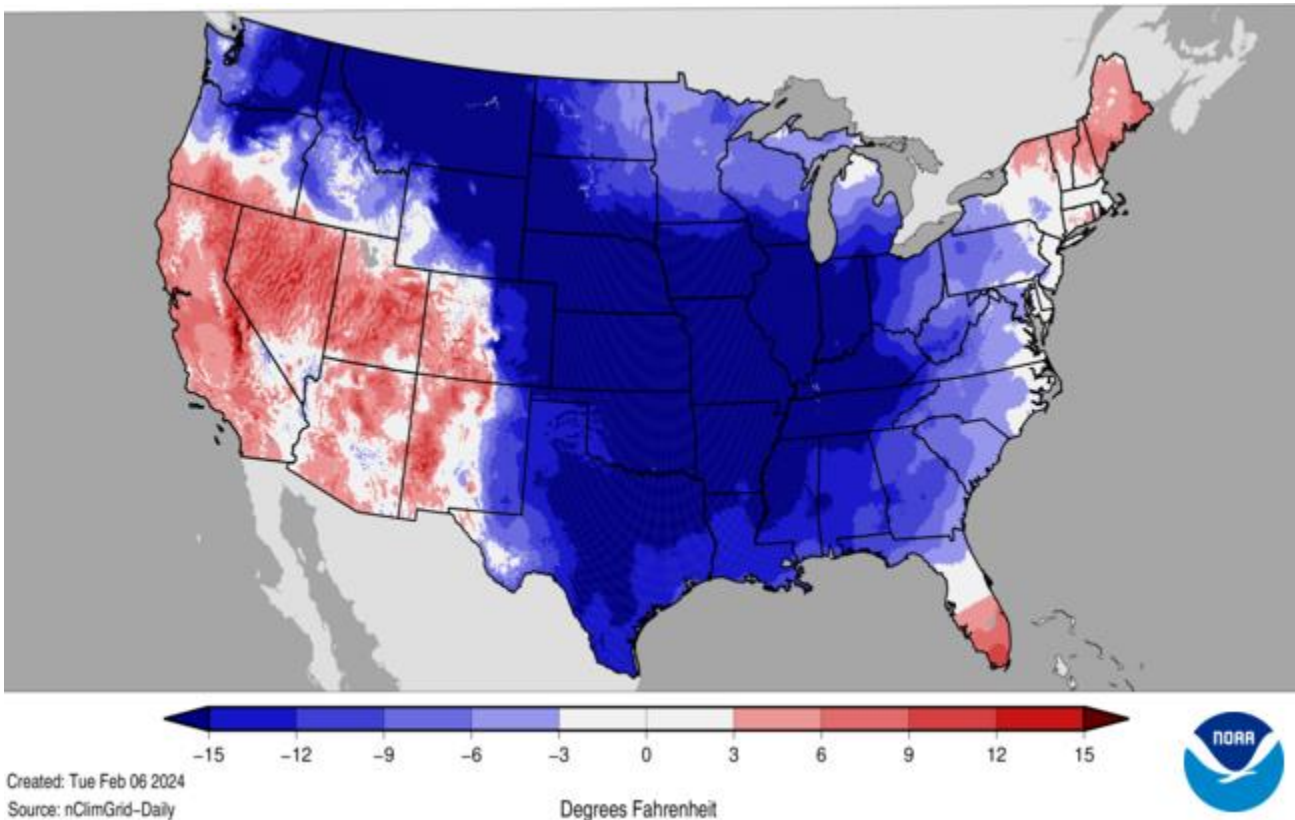 -15 -12 -9 -6 -3 0 3 6 9 12 15
NOAA
Created: Tue Feb 06 2024
Source: nClimGrid-Daily
Degrees Fahrenheit